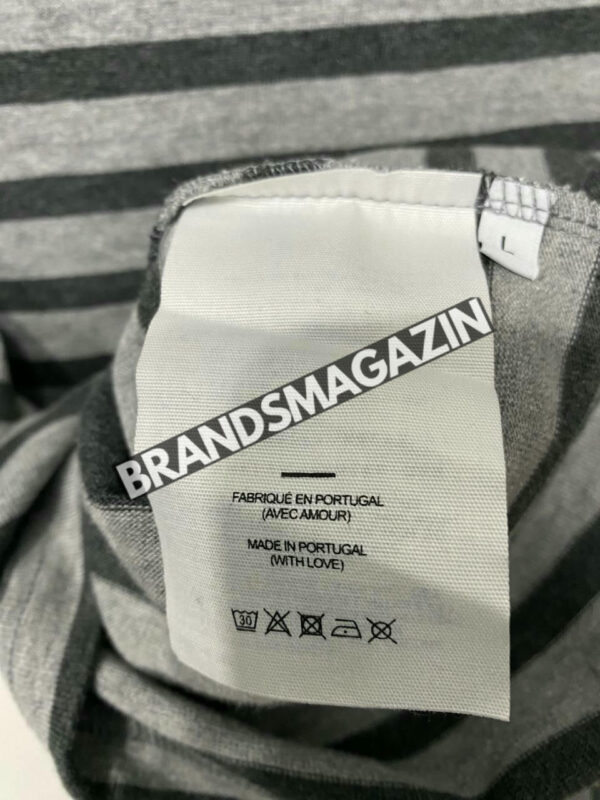 L
BRANDSMAGAZIN
FABRIQUÉ EN PORTUGAL
(AVEC AMOUR)
MADE IN PORTUGAL
(WITH LOVE)
30